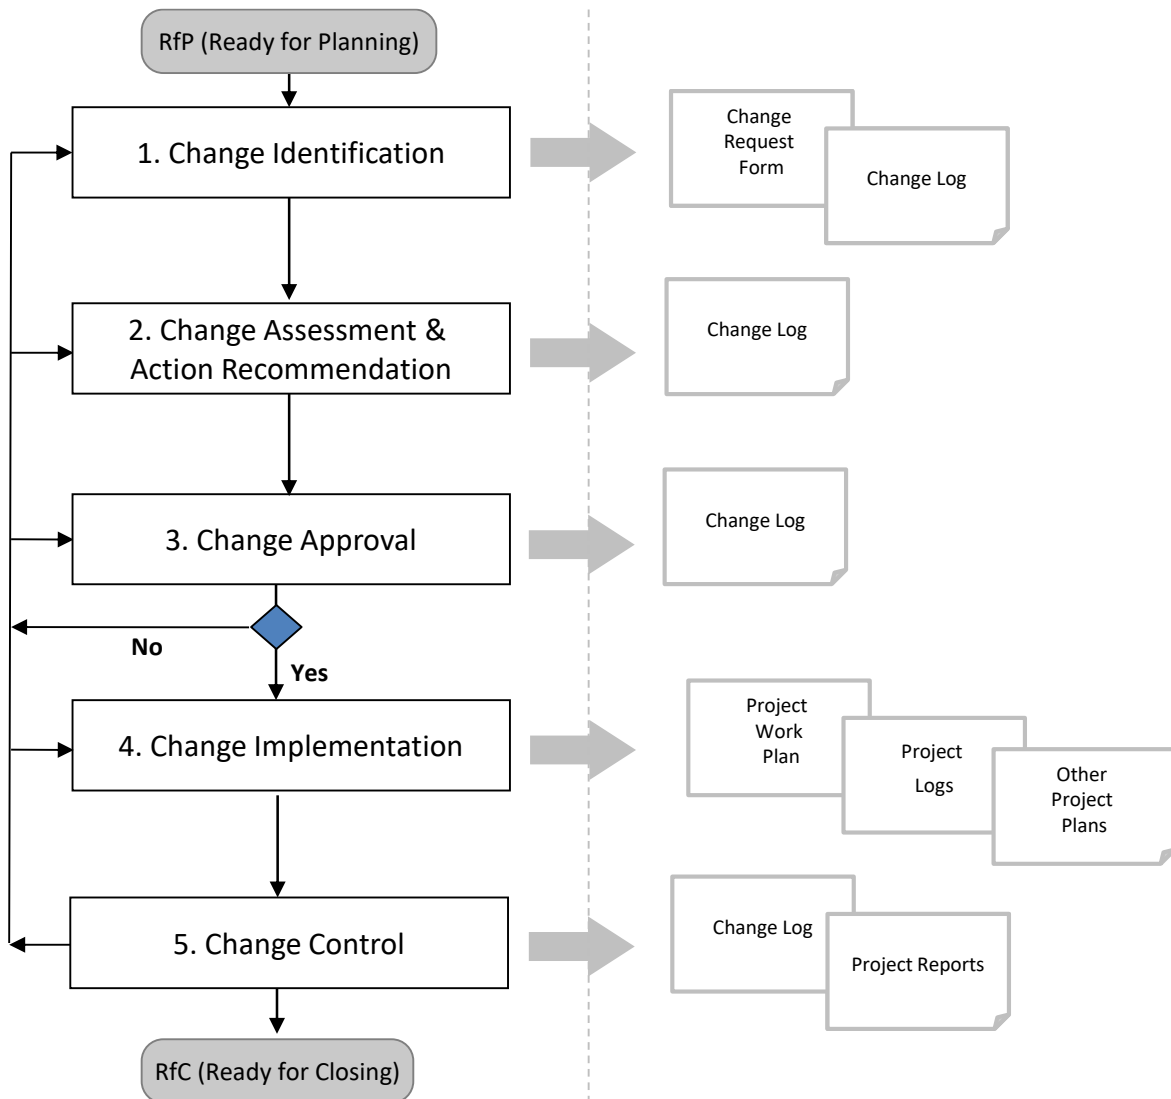 RfP (Ready for Planning)
1. Change Identification
Change
Request
Form
Change Log
2. Change Assessment &
Action Recommendation
Change Log
3. Change Approval
Change Log
No
Yes
4. Change Implementation
Project
Work
Plan
Project
Logs
Other
Project
Plans
5. Change Control
Change Log
Project Reports
RfC (Ready for Closing)